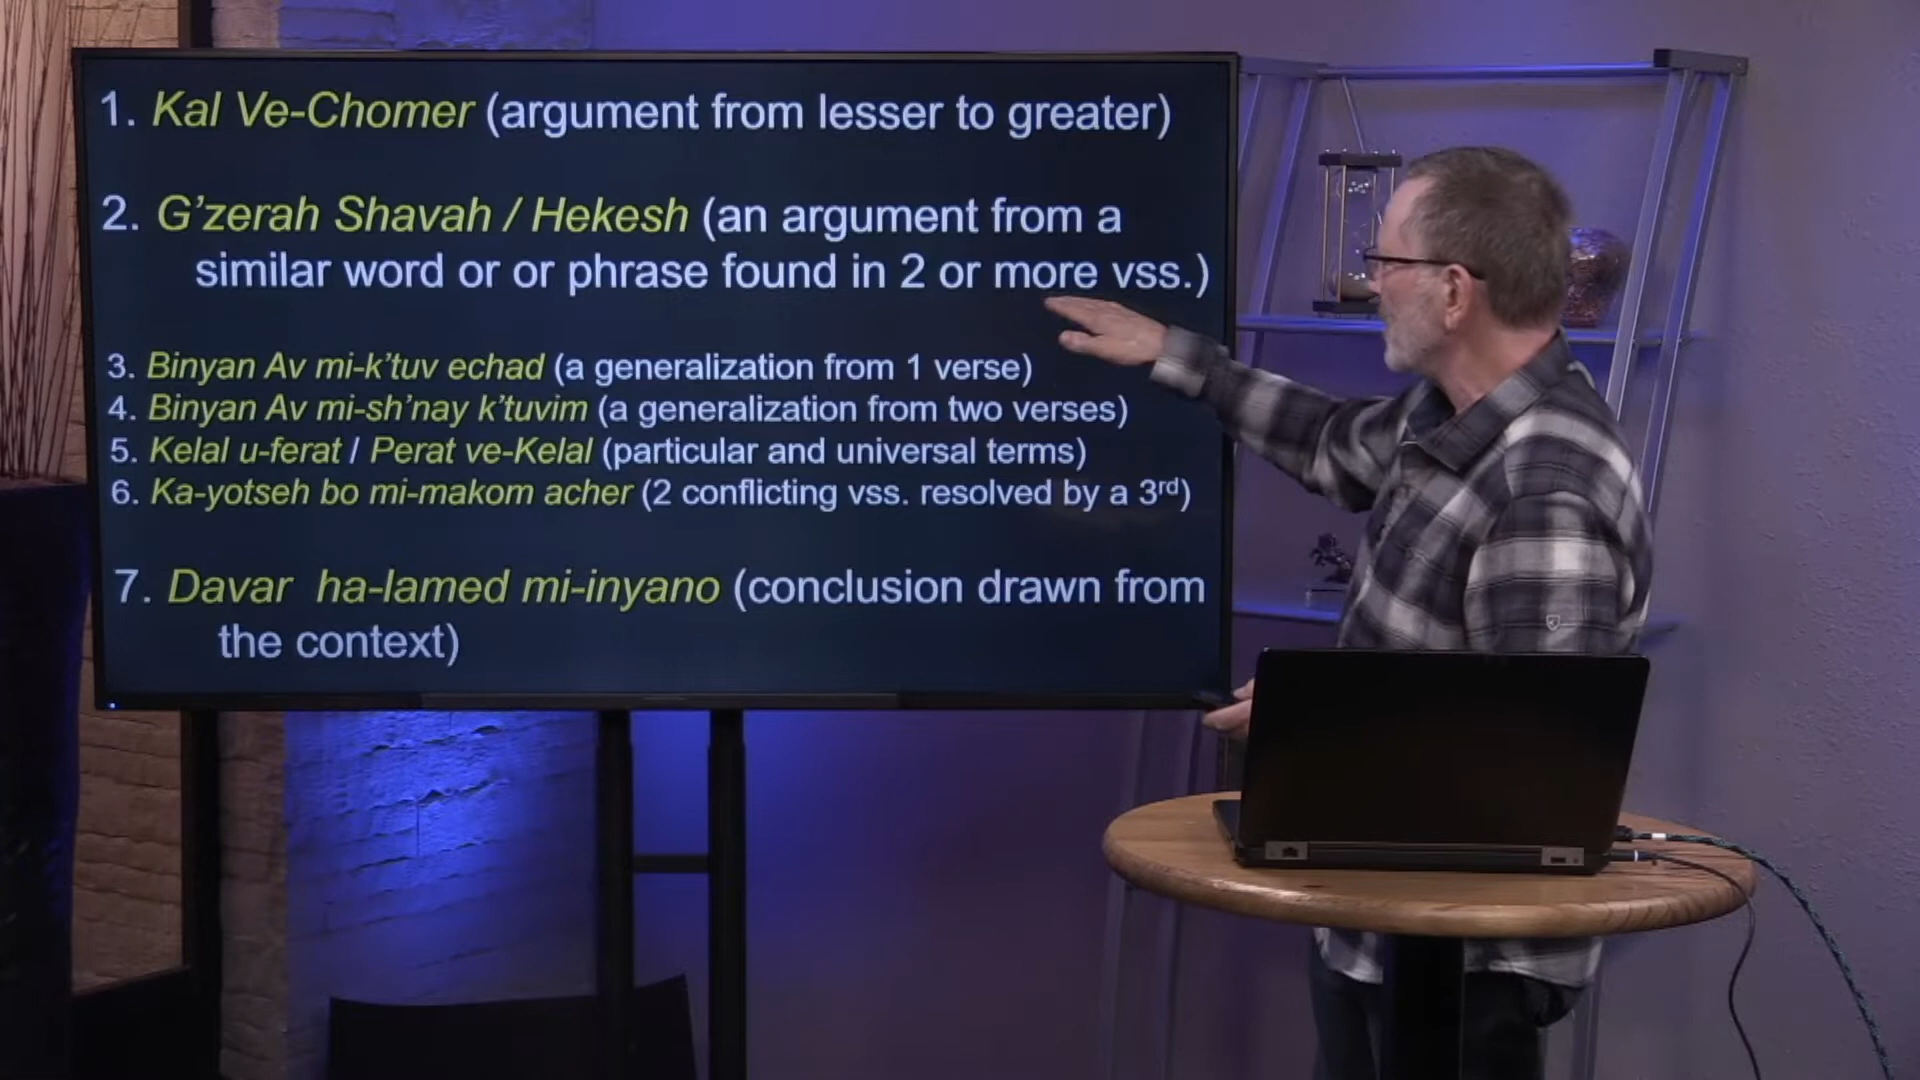 1. Kal Ve-Chomer (argument from lesser to greater)
2. G'zerah Shavah / Hekesh (an argument from a
similar word or or phrase found in 2 or more vss.)
3. Binyan Av mi-k'tuv echad (a generalization from 1 verse)
4. Binyan Av mi-sh'nay k'tuvim (a generalization from two verses)
5. Kelal u-ferat / Perat ve-Kelal (particular and universal terms)
6. Ka-yotseh bo mi-makom acher (2 conflicting vss. resolved by a 3rd)
7. Davar ha-lamed mi-inyano (conclusion drawn from
the context)